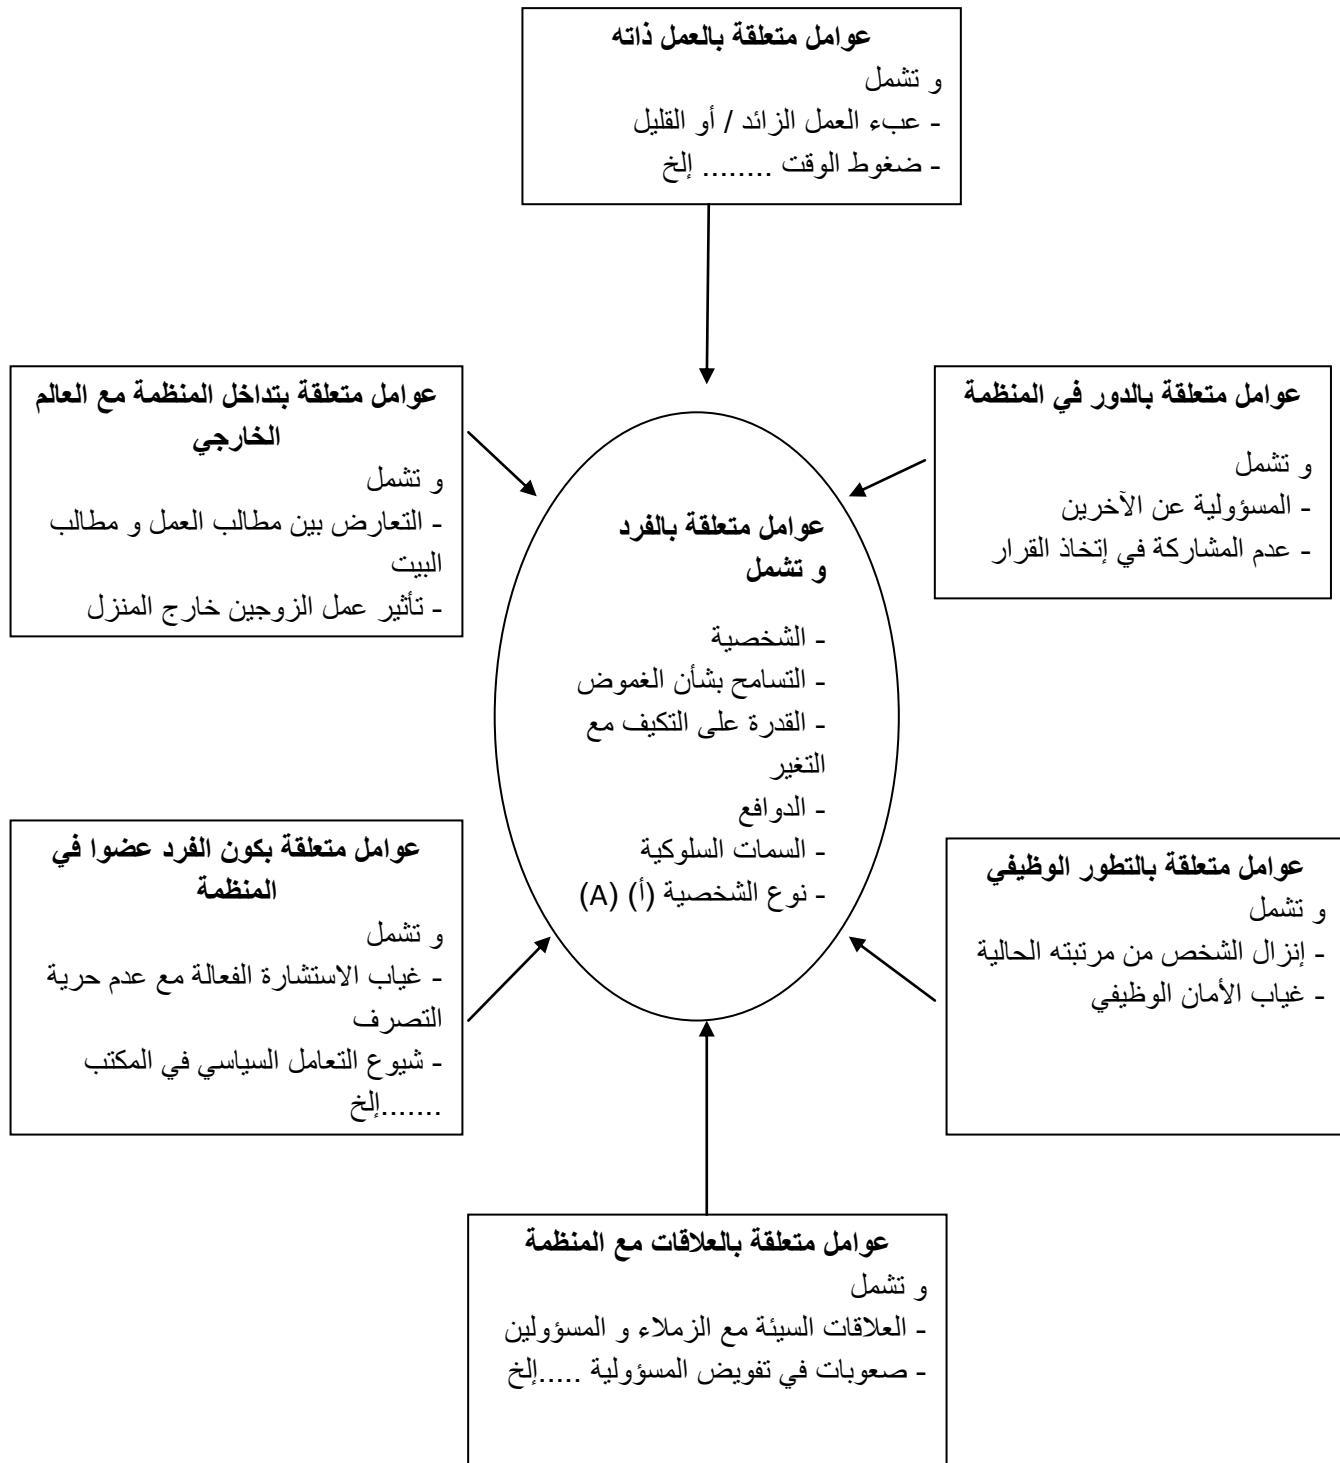 عوامل متعلقة بالعمل ذاته
و تشمل
- عبء العمل الزائد / أو القليل
- ضغوط الوقت ........ إلخ
عوامل متعلقة بالدور في المنظمة
و تشمل
- المسؤولية عن الآخرين
- عدم المشاركة في إتخاذ القرار
عوامل متعلقة بتداخل المنظمة مع العالم
الخارجي
و تشمل
- التعارض بين مطالب العمل و مطالب
البيت
- تأثير عمل الزوجين خارج المنزل
عوامل متعلقة بالفرد
و تشمل
- الشخصية
- التسامح بشأن الغموض
- القدرة على التكيف مع
التغير
- الدوافع
- السمات السلوكية
- نوع الشخصية (أ) (A)
عوامل متعلقة بالتطور الوظيفي
و تشمل
- إنزال الشخص من مرتبته الحالية
- غياب الأمان الوظيفي
عوامل متعلقة بكون الفرد عضوا في
المنظمة
و تشمل
- غياب الاستشارة الفعالة مع عدم حرية
التصرف
- شيوع التعامل السياسي في المكتب
.......إلخ
عوامل متعلقة بالعلاقات مع المنظمة
و تشمل
- العلاقات السيئة مع الزملاء و المسؤولين
- صعوبات في تفويض المسؤولية .....إلخ